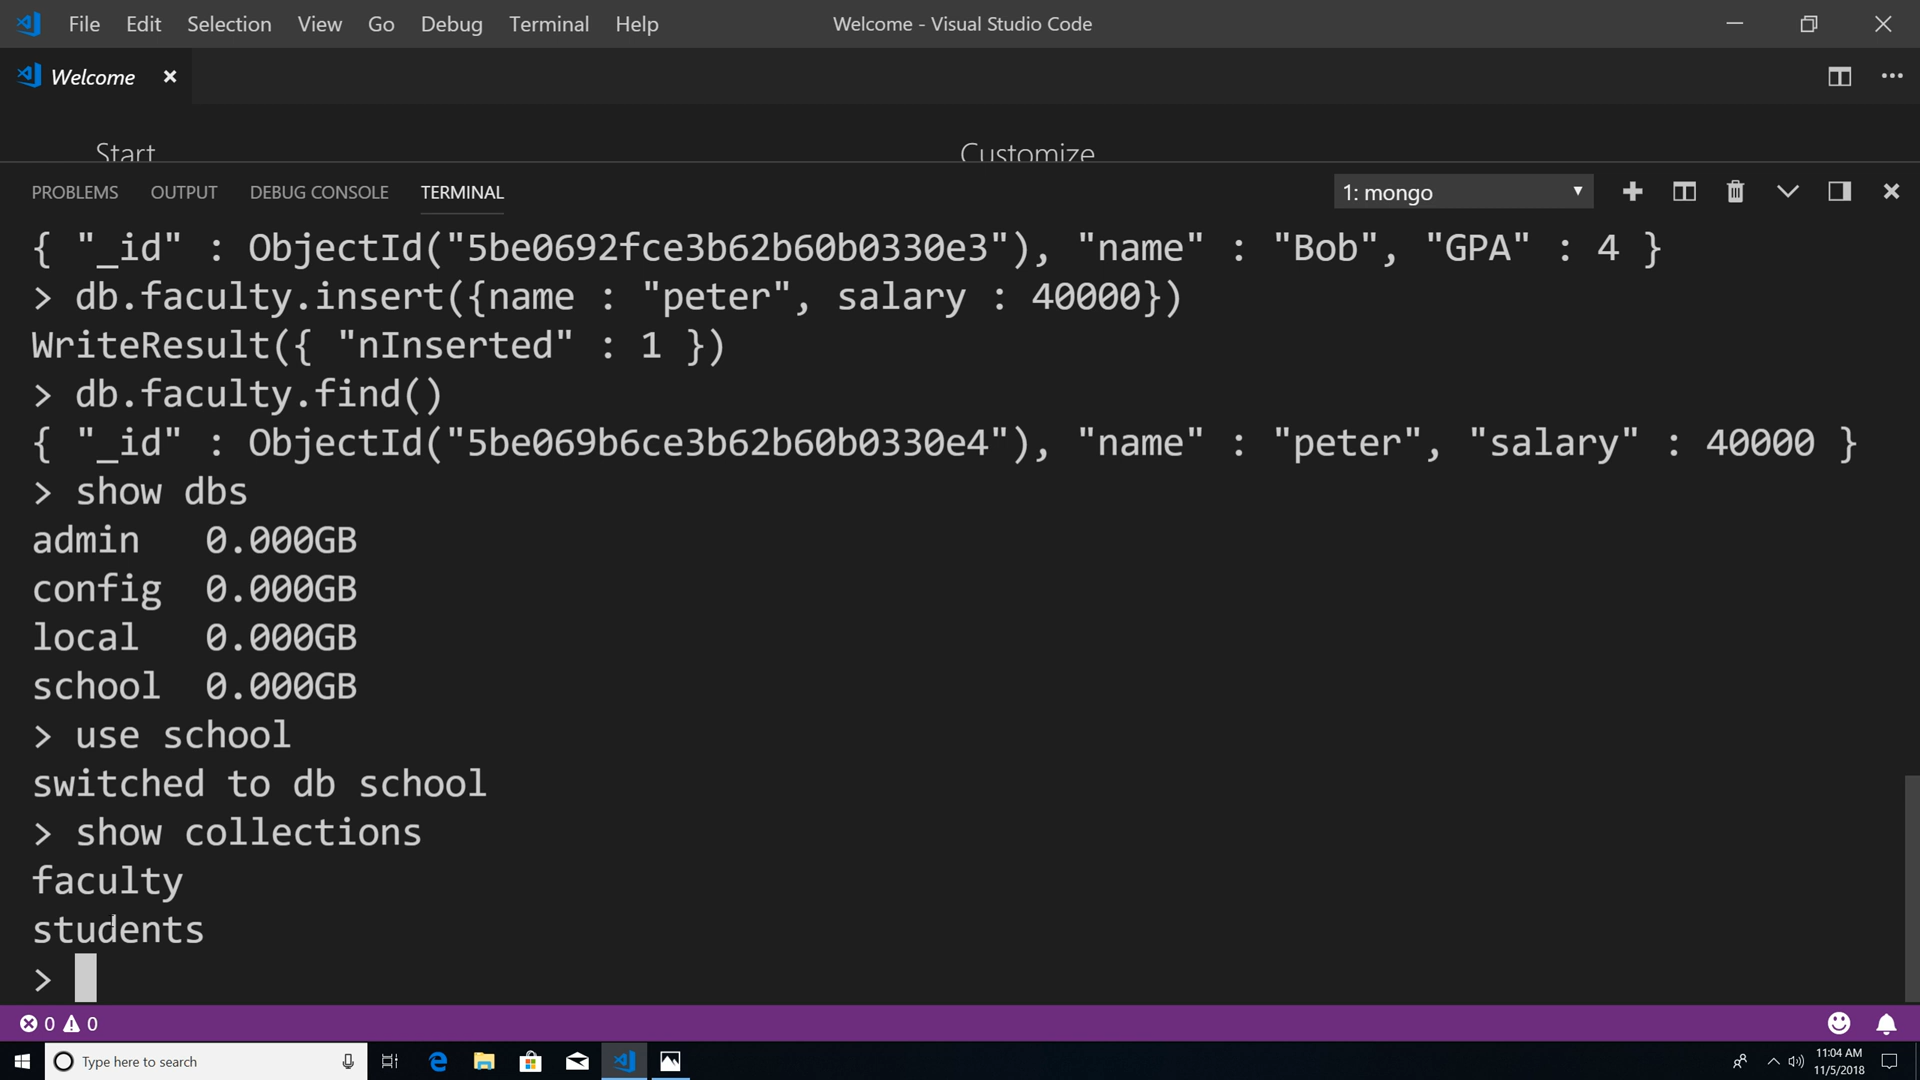 File Edit Selection View Go Debug Terminal Help Welcome - Visual Studio Code
Welcome
Start Customize
PROBLEMS OUTPUT DEBUG CONSOLE TERMINAL 1: mongo
{ "_id" : ObjectId("5be0692fce3b62b60b0330e3"), "name" : "Bob", "GPA" : 4 }
> db.faculty.insert({name : "peter", salary : 40000})
WriteResult({ "nInserted" : 1 })
> db.faculty.find()
{ "_id" : ObjectId("5be069b6ce3b62b60b0330e4"), "name" : "peter", "salary" : 40000 }
> show dbs
admin 0.000GB
config 0.000GB
local 0.000GB
school 0.000GB
> use school
switched to db school
> show collections
faculty
students
>
0 0
Type here to search 11:04 AM
11/5/2018